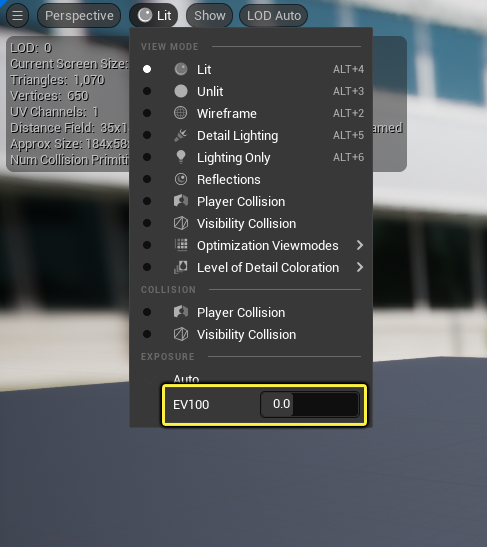 Perspective Lit Show LOD Auto
LOD: 0
Current Screen Size:
Triangles: 1,070
Vertices: 650
UV Channels: 1
Distance Field: 35x1
Approx Size: 184x58
Num Collision Primiti
VIEW MODE
Lit ALT+4
Unlit ALT+3
Wireframe ALT+2
Detail Lighting ALT+5
Lighting Only ALT+6
Reflections
Player Collision
Visibility Collision
Optimization Viewmodes
Level of Detail Coloration
COLLISION
Player Collision
Visibility Collision
EXPOSURE
Auto
EV100 0.0